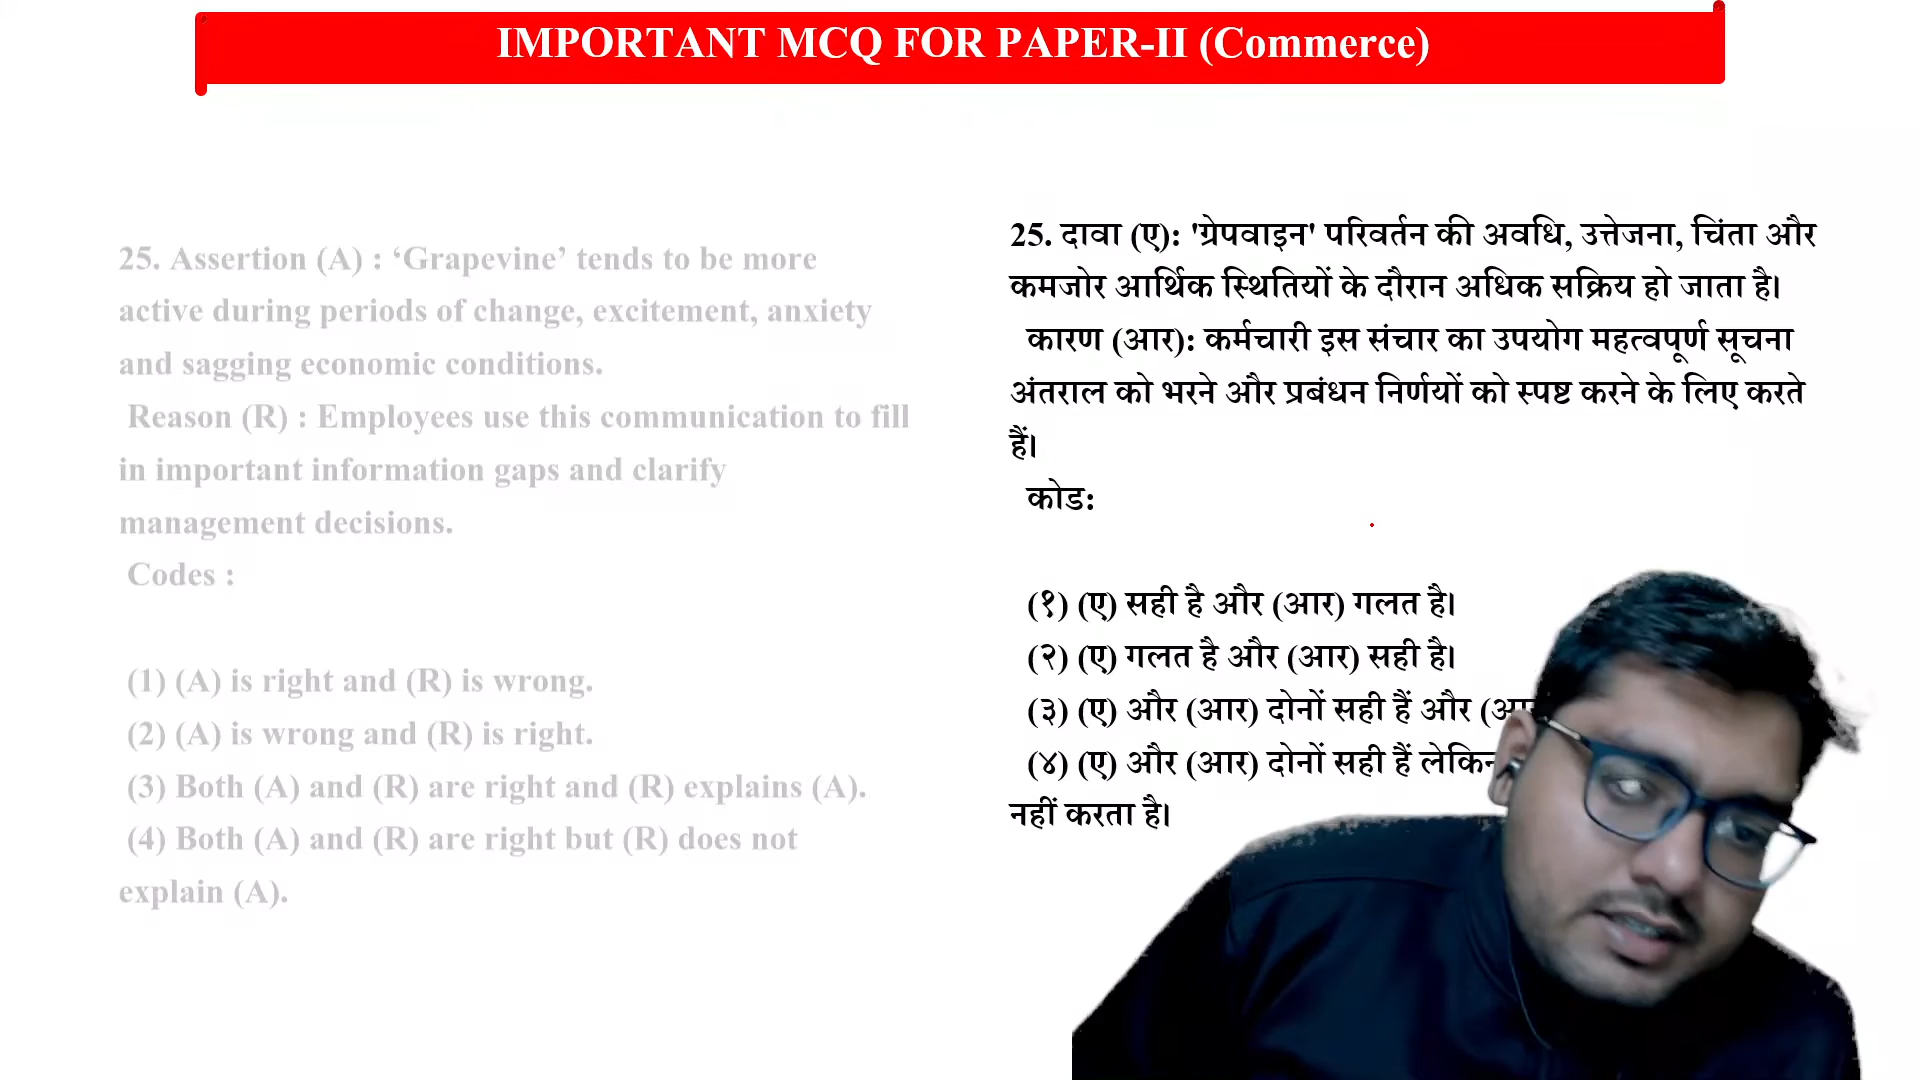 IMPORTANT MCQ FOR PAPER-II (Commerce)
25. Assertion (A) : ‘Grapevine’ tends to be more
active during periods of change, excitement, anxiety
and sagging economic conditions.
Reason (R) : Employees use this communication to fill
in important information gaps and clarify
management decisions.
Codes :
(1) (A) is right and (R) is wrong.
(2) (A) is wrong and (R) is right.
(3) Both (A) and (R) are right and (R) explains (A).
(4) Both (A) and (R) are right but (R) does not
explain (A).
25. दावा (ए): 'ग्रेपवाइन' परिवर्तन की अवधि, उत्तेजना, चिंता और
कमजोर आर्थिक स्थितियों के दौरान अधिक सक्रिय हो जाता है।
कारण (आर): कर्मचारी इस संचार का उपयोग महत्वपूर्ण सूचना
अंतराल को भरने और प्रबंधन निर्णयों को स्पष्ट करने के लिए करते
हैं।
कोड:
(१) (ए) सही है और (आर) गलत है।
(२) (ए) गलत है और (आर) सही है।
(३) (ए) और (आर) दोनों सही हैं और
(४) (ए) और (आर) दोनों सही हैं लेकिन
नहीं करता है।